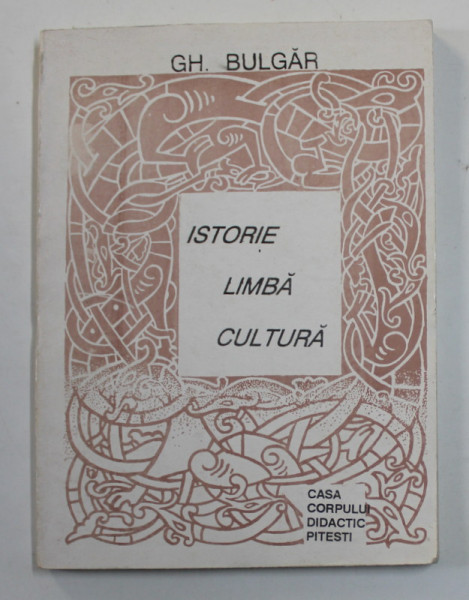 GH. BULGĂR
ISTORIE
LIMBĂ
CULTURĂ
CASA
CORPULUI
DIDACTIC
PITESTI